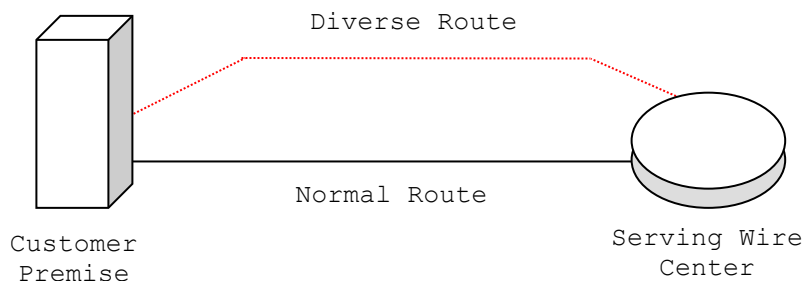 Diverse Route
Normal Route
Customer
Premise
Serving Wire
Center